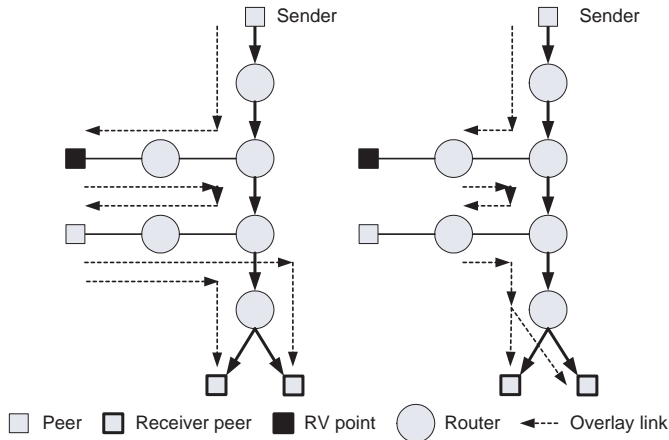 Sender
Sender
Peer
Receiver peer
RV point
Router
Overlay link